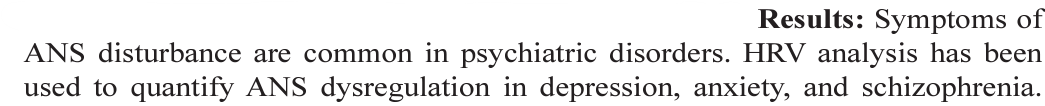 Results: Symptoms of
ANS disturbance are common in psychiatric disorders. HRV analysis has been
used to quantify ANS dysregulation in depression, anxiety, and schizophrenia.